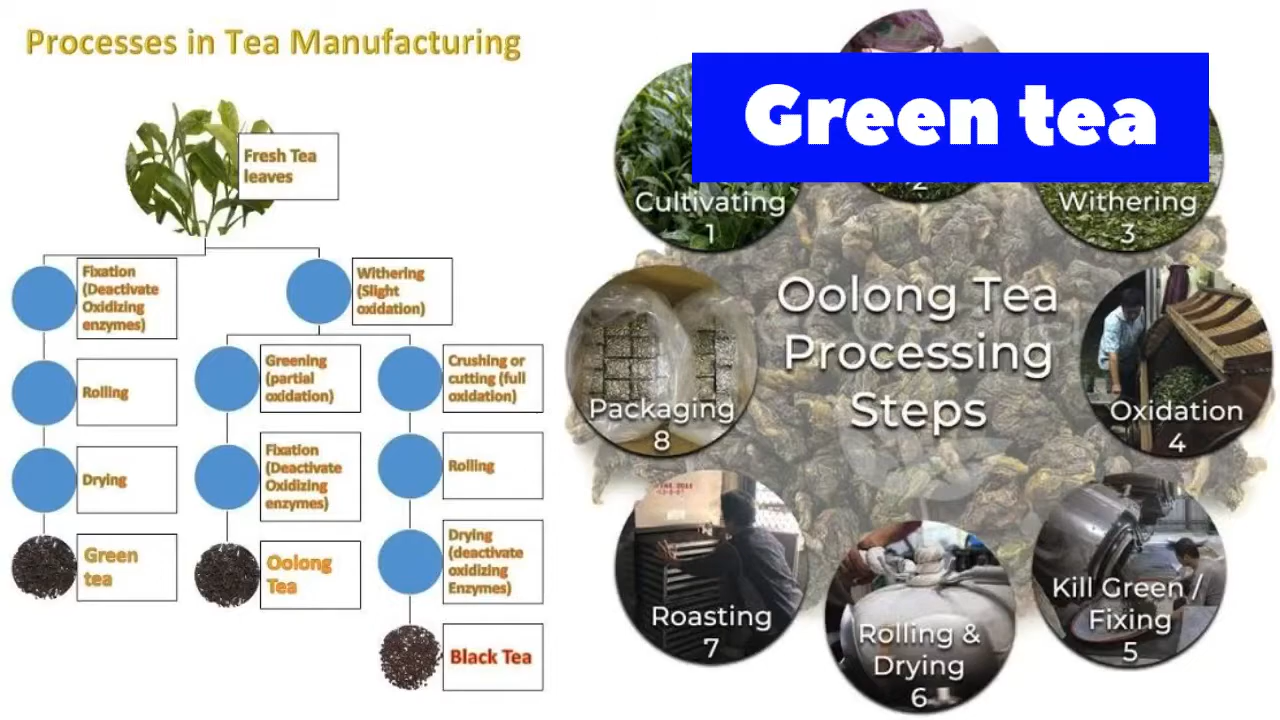 Processes in Tea Manufacturing
Fresh Tea
leaves
Fixation
(Deactivate
Oxidizing
enzymes)
Rolling
Drying
Green
tea
Withering
(Slight
oxidation)
Greening
(partial
oxidation)
Fixation
(Deactivate
Oxidizing
enzymes)
Oolong
Tea
Crushing or
cutting (full
oxidation)
Rolling
Drying
(deactivate
oxidizing
Enzymes)
Black Tea
Green tea
Oolong Tea
Processing
Steps
Cultivating
1
2
Withering
3
Oxidation
4
Kill Green /
Fixing
5
Rolling &
Drying
6
Roasting
7
Packaging
8